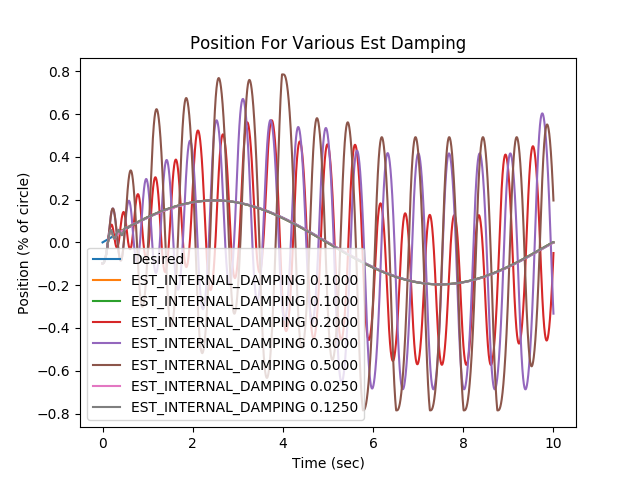 Position For Various Est Damping
0.8
0.6
0.4
0.2
0.0
−0.2
−0.4
−0.6
−0.8
Position (% of circle)
Desired
EST_INTERNAL_DAMPING 0.1000
EST_INTERNAL_DAMPING 0.1000
EST_INTERNAL_DAMPING 0.2000
EST_INTERNAL_DAMPING 0.3000
EST_INTERNAL_DAMPING 0.5000
EST_INTERNAL_DAMPING 0.0250
EST_INTERNAL_DAMPING 0.1250
0 2 4 6 8 10
Time (sec)